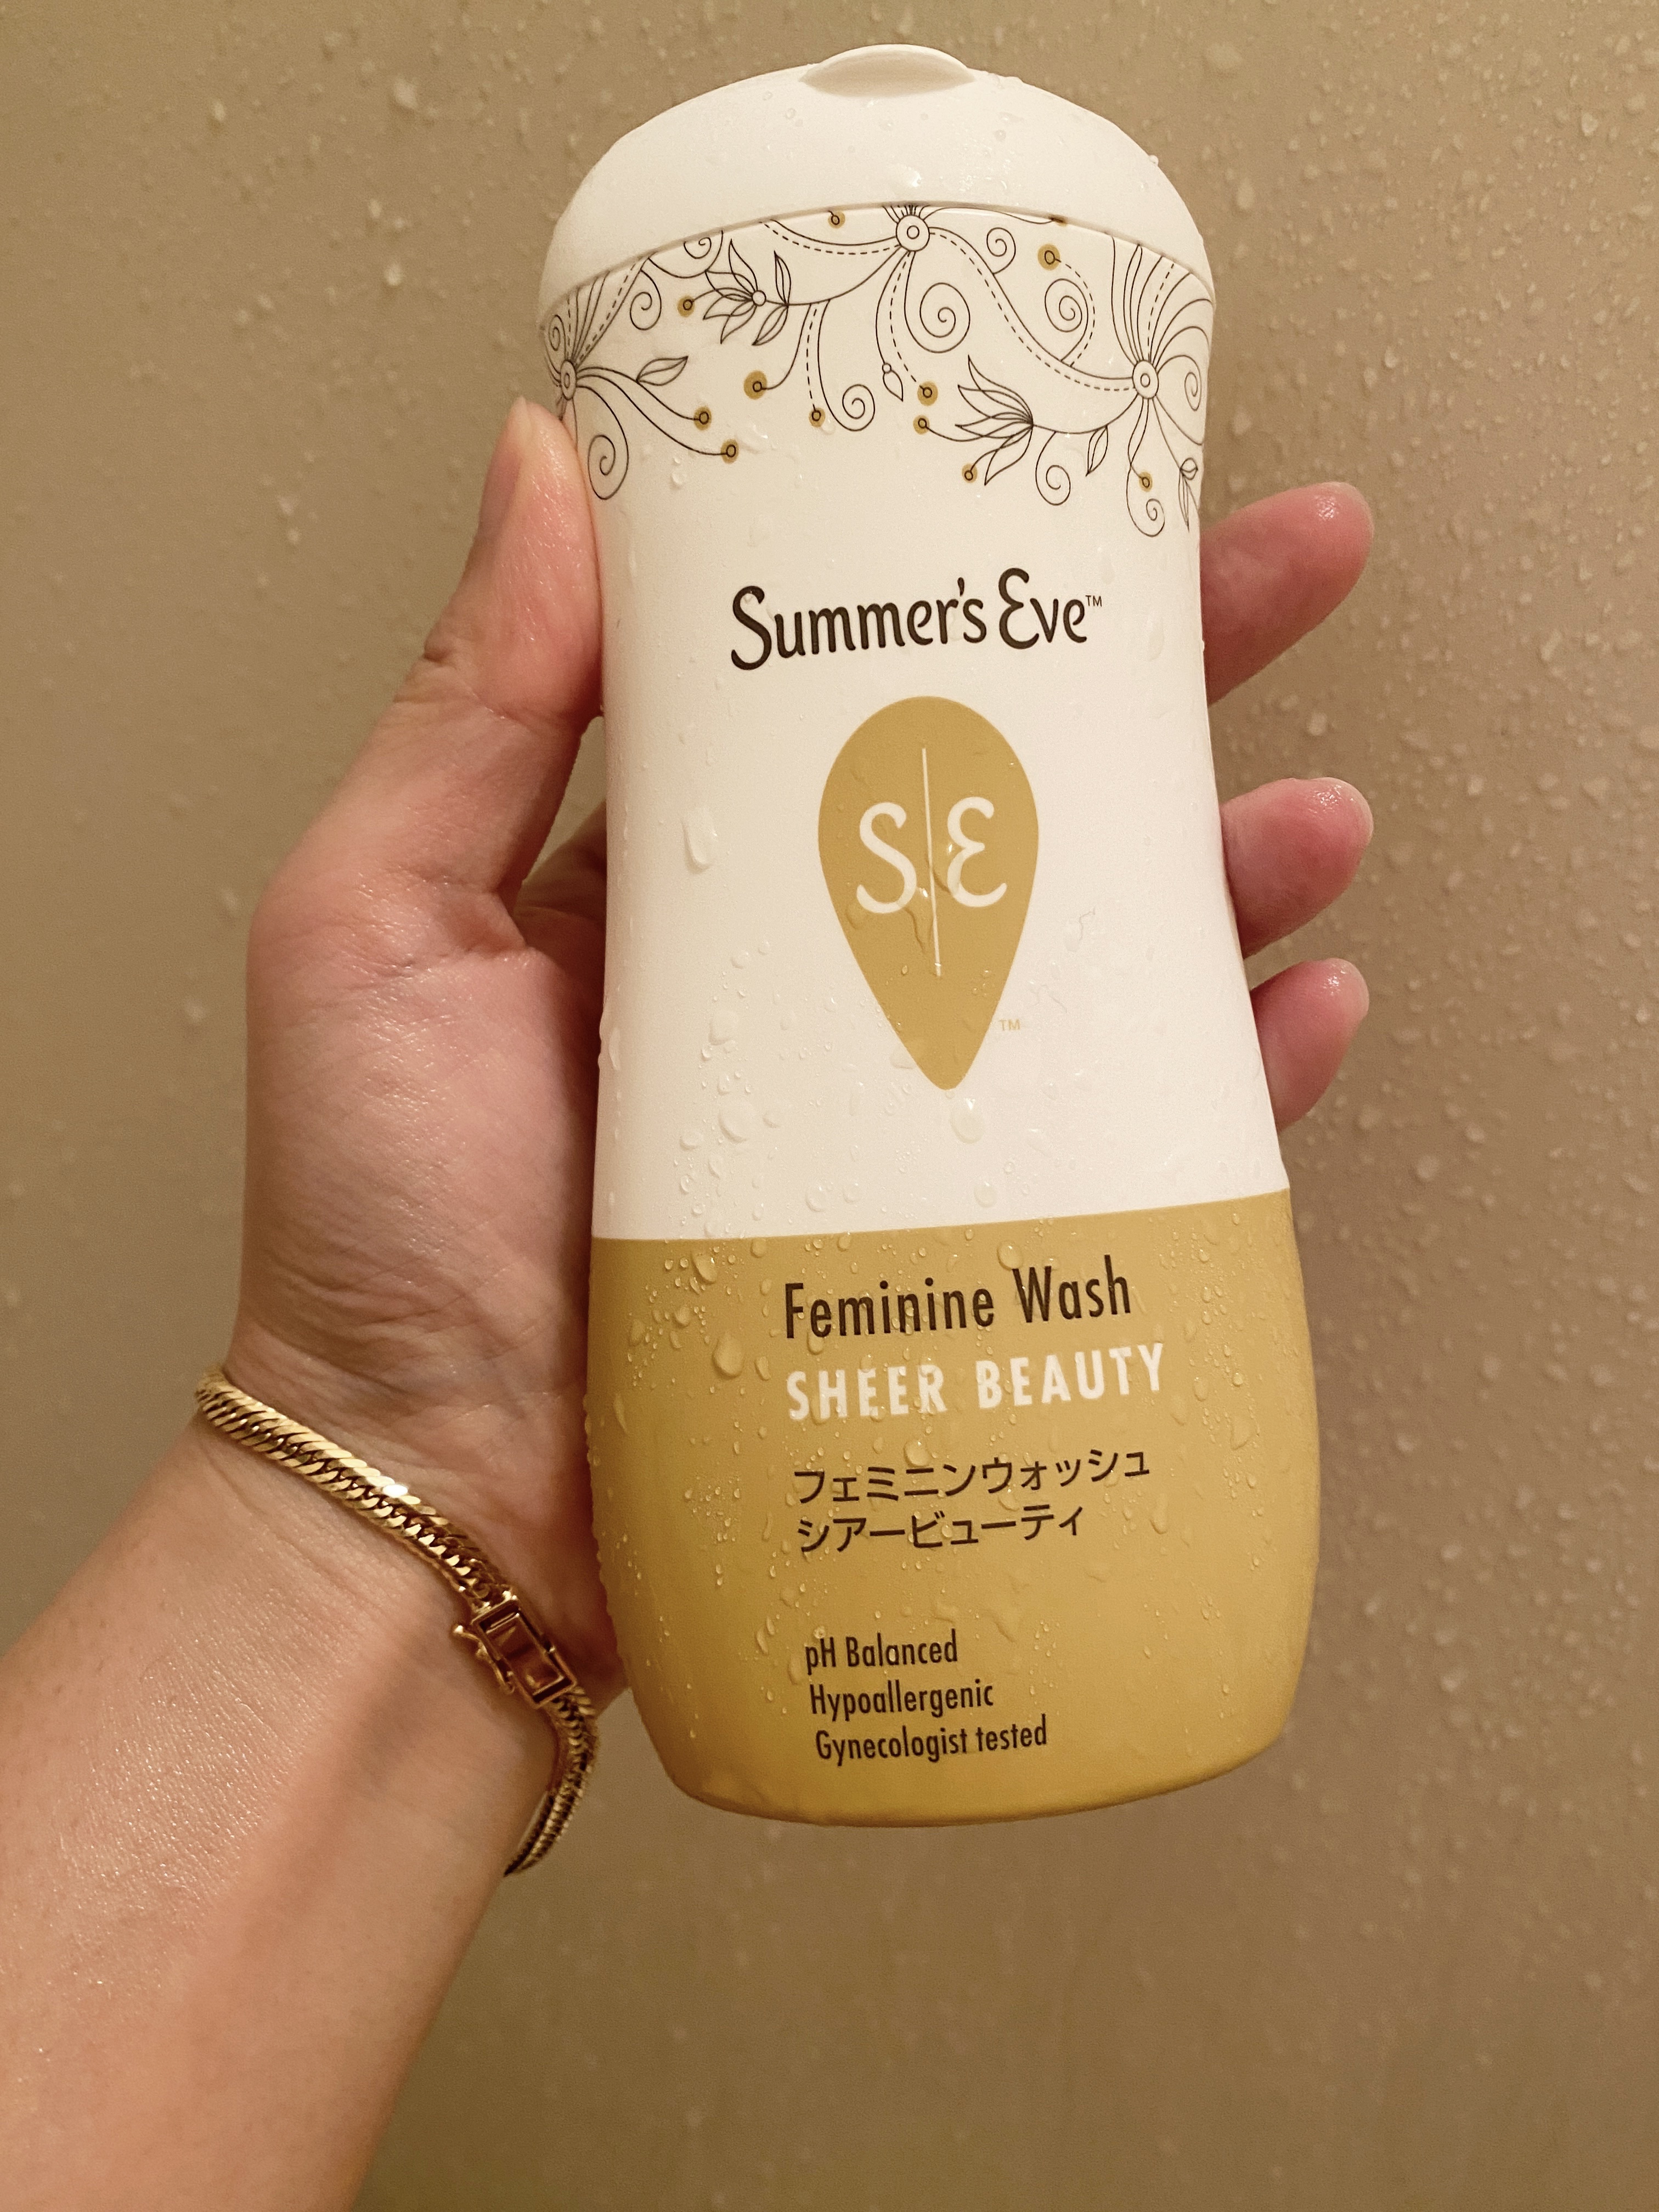 Summer's Eve™
S|E
™
Feminine Wash
SHEER BEAUTY
フェミニンウォッシュ
シアービューティ
pH Balanced
Hypoallergenic
Gynecologist tested